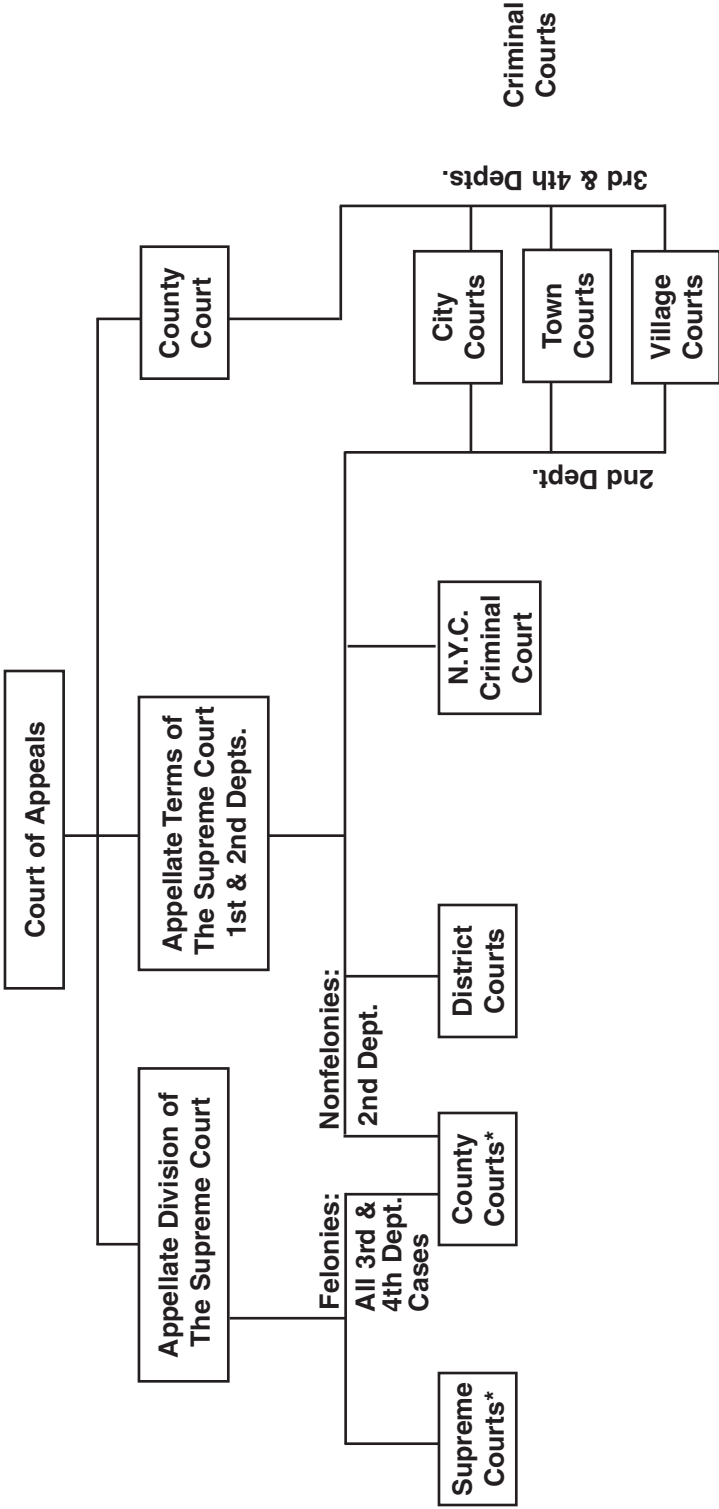 Criminal
Courts
Court of Appeals
Appellate Division of
The Supreme Court
Appellate Terms of
The Supreme Court
1st & 2nd Depts.
County
Court
Felonies:
All 3rd &
4th Dept.
Cases
Nonfelonies:
2nd Dept.
2nd Dept.
3rd & 4th Depts.
Supreme
Courts*
County
Courts*
District
Courts
N.Y.C.
Criminal
Court
City
Courts
Town
Courts
Village
Courts